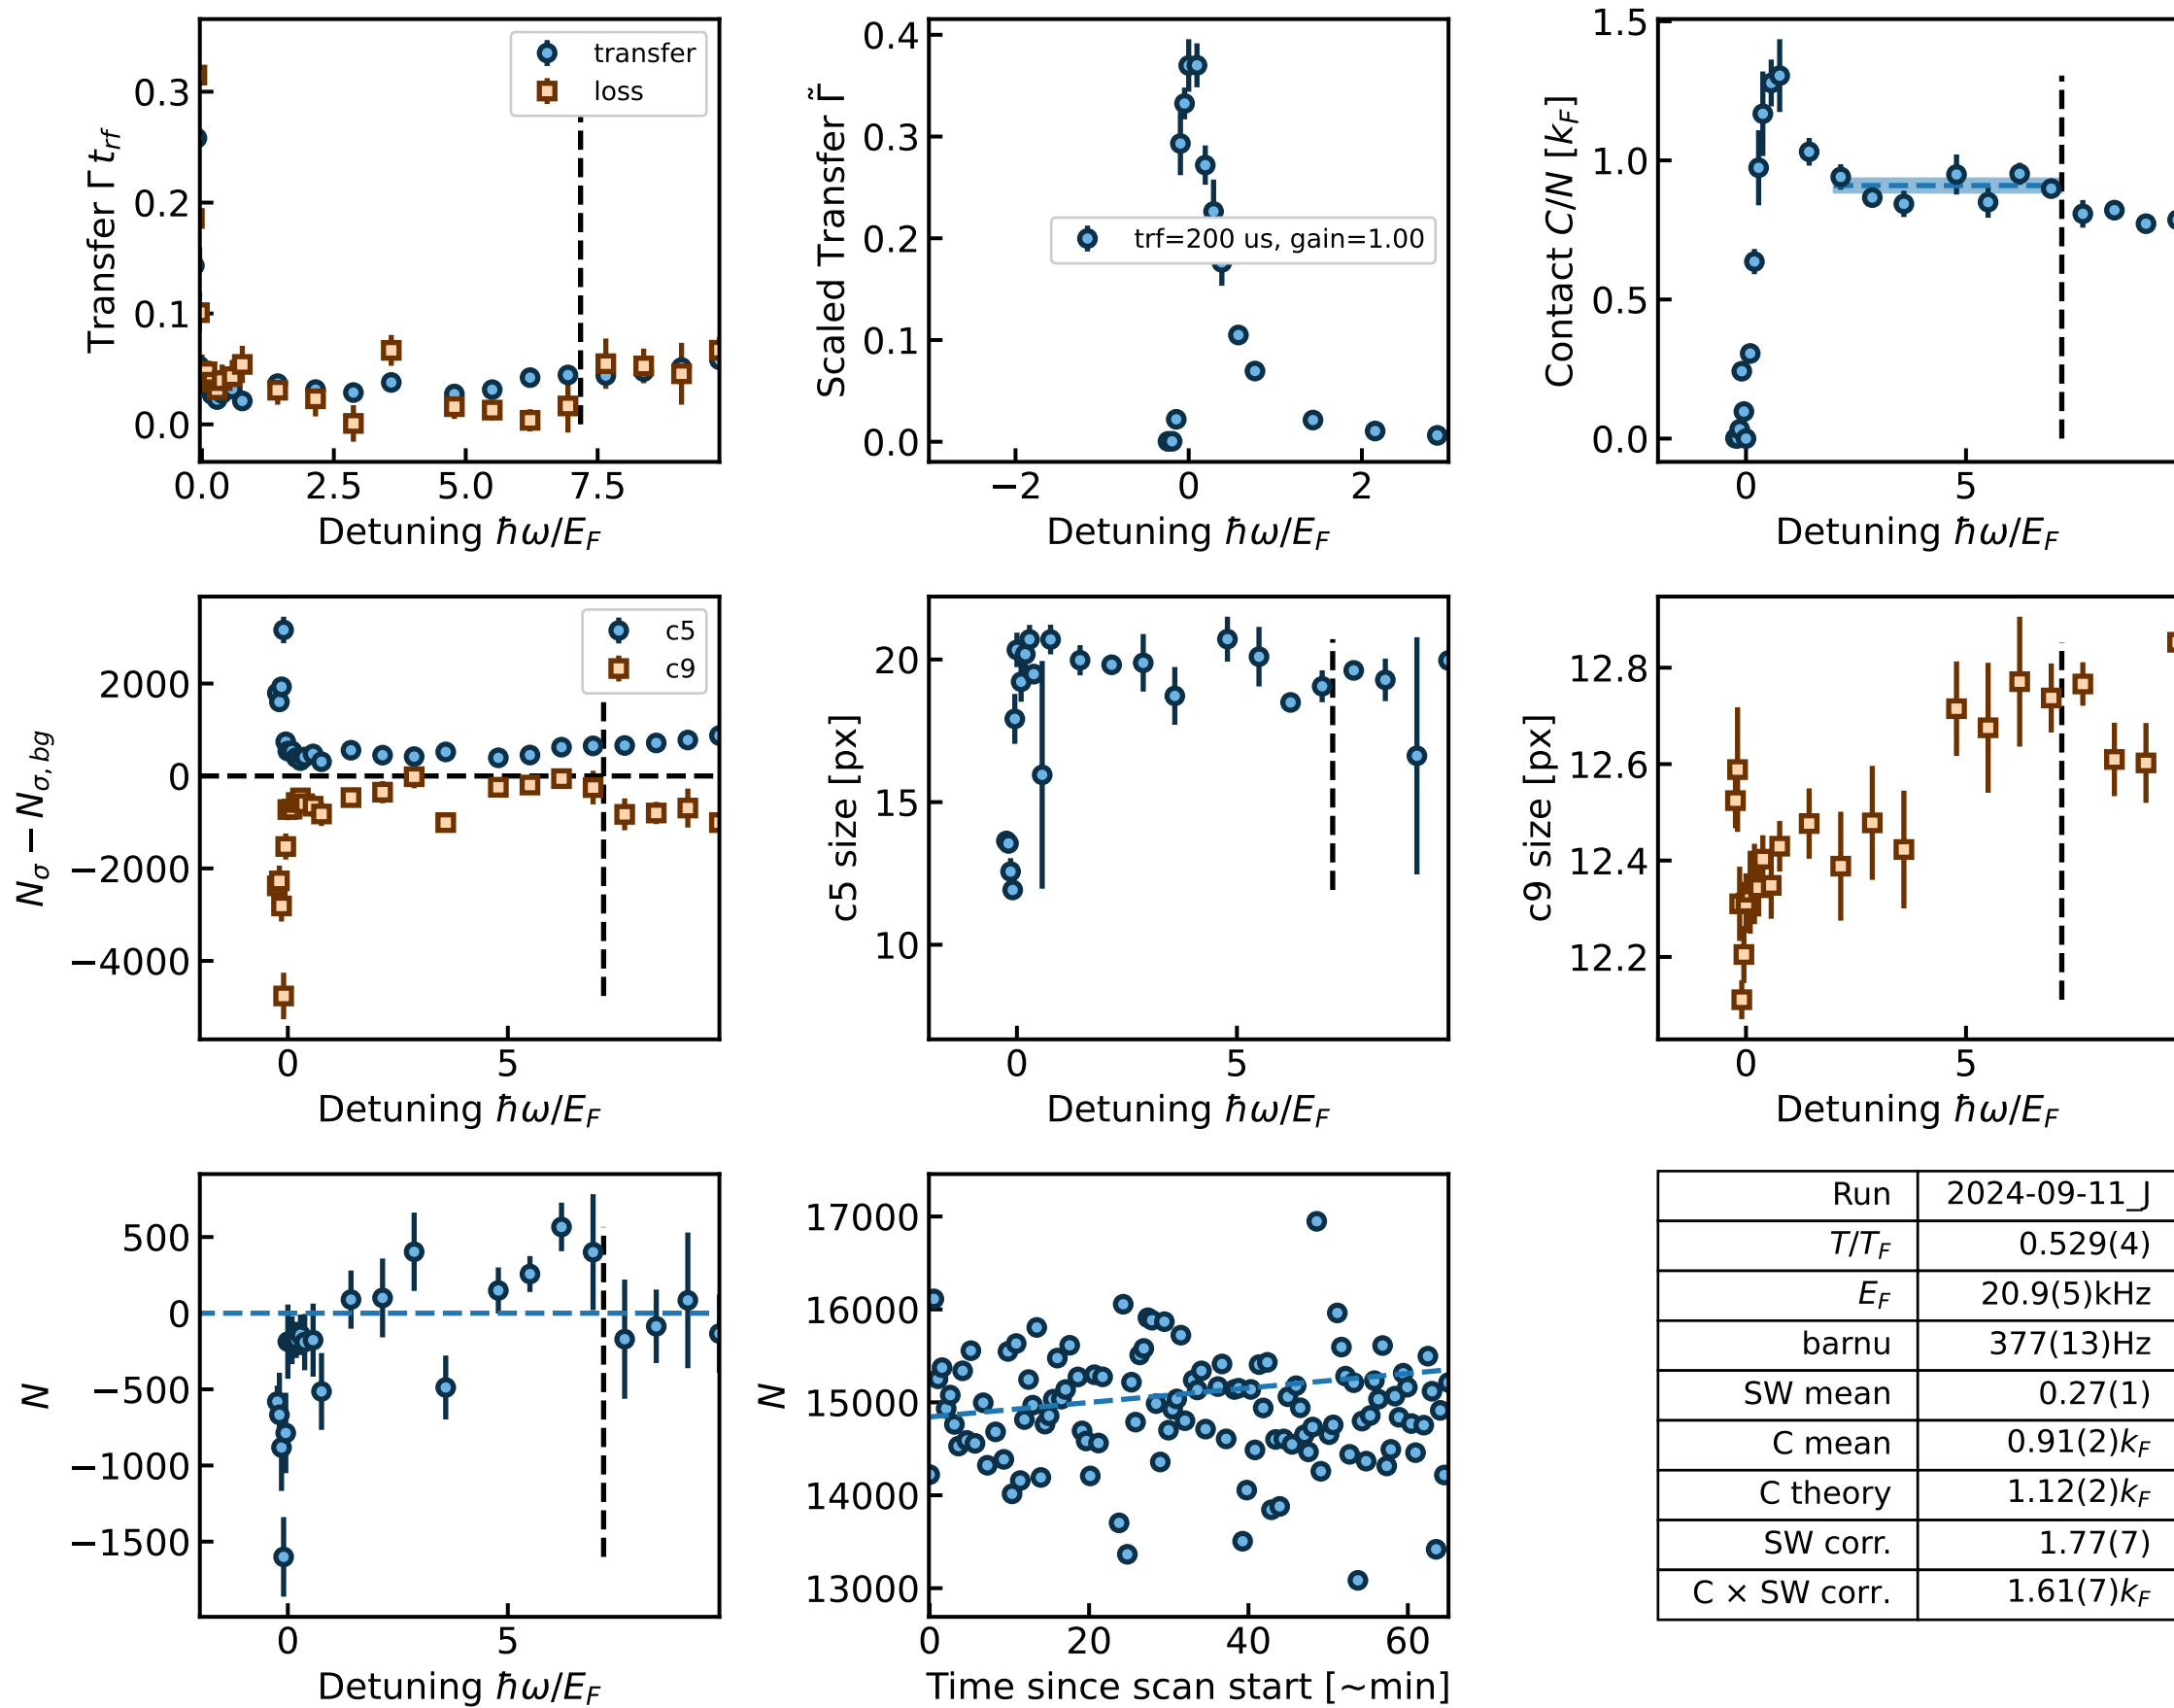 transfer
loss
Transfer Γ t_rf
0.3
0.2
0.1
0.0
0.0 2.5 5.0 7.5
Detuning ħω/E_F
Scaled Transfer Γ̃
0.4
0.3
0.2
0.1
0.0
trf=200 us, gain=1.00
−2 0 2
Detuning ħω/E_F
Contact C/N [k_F]
1.5
1.0
0.5
0.0
0 5
Detuning ħω/E_F
c5
c9
N_σ − N_σ,bg
2000
0
−2000
−4000
0 5
Detuning ħω/E_F
c5 size [px]
20
15
10
0 5
Detuning ħω/E_F
c9 size [px]
12.8
12.6
12.4
12.2
0 5
Detuning ħω/E_F
N
500
0
−500
−1000
−1500
0 5
Detuning ħω/E_F
N
17000
16000
15000
14000
13000
0 20 40 60
Time since scan start [~min]
Run 2024-09-11_J
T/T_F 0.529(4)
E_F 20.9(5)kHz
barnu 377(13)Hz
SW mean 0.27(1)
C mean 0.91(2)k_F
C theory 1.12(2)k_F
SW corr. 1.77(7)
C × SW corr. 1.61(7)k_F